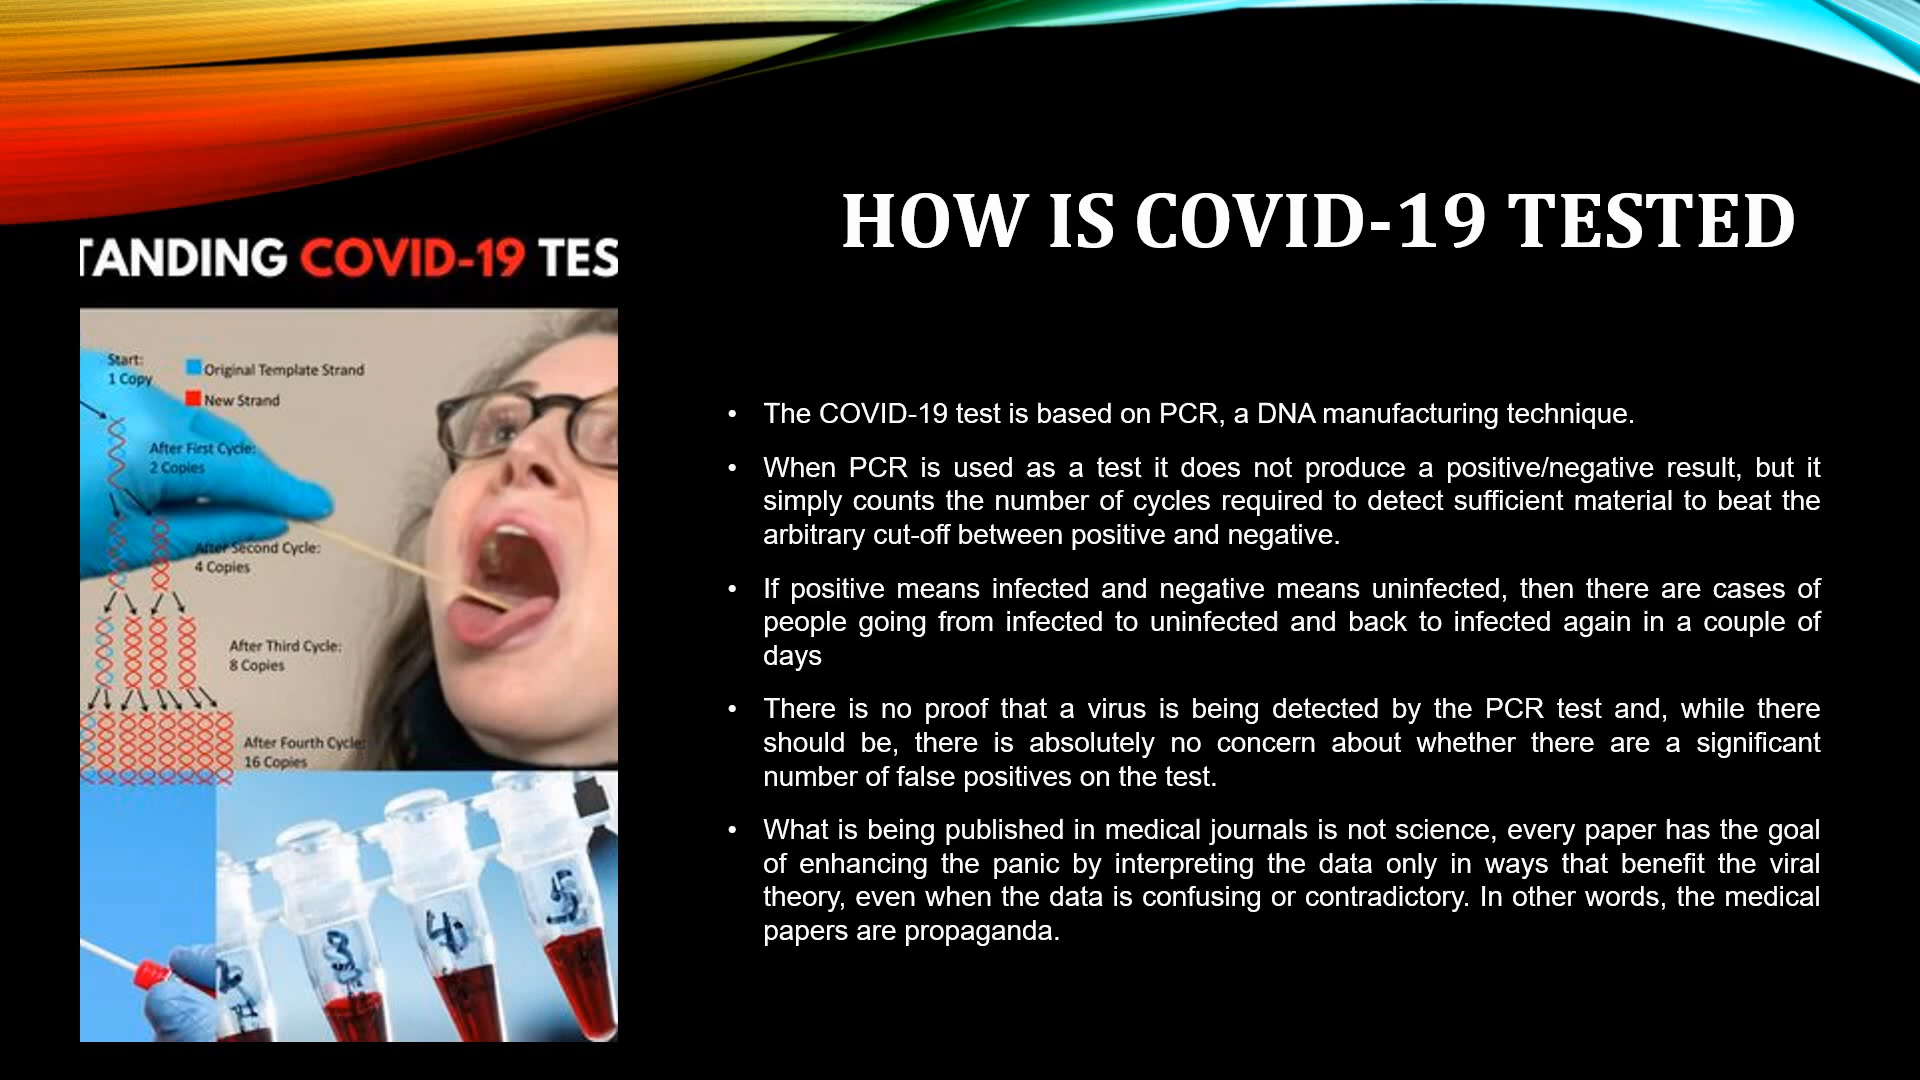 HOW IS COVID-19 TESTED
TANDING COVID-19 TES
Start:
1 Copy
Original Template Strand
New Strand
After First Cycle:
2 Copies
After Second Cycle:
4 Copies
After Third Cycle:
8 Copies
After Fourth Cycle:
16 Copies
2
3
4
5
• The COVID-19 test is based on PCR, a DNA manufacturing technique.
• When PCR is used as a test it does not produce a positive/negative result, but it
simply counts the number of cycles required to detect sufficient material to beat the
arbitrary cut-off between positive and negative.
• If positive means infected and negative means uninfected, then there are cases of
people going from infected to uninfected and back to infected again in a couple of
days
• There is no proof that a virus is being detected by the PCR test and, while there
should be, there is absolutely no concern about whether there are a significant
number of false positives on the test.
• What is being published in medical journals is not science, every paper has the goal
of enhancing the panic by interpreting the data only in ways that benefit the viral
theory, even when the data is confusing or contradictory. In other words, the medical
papers are propaganda.